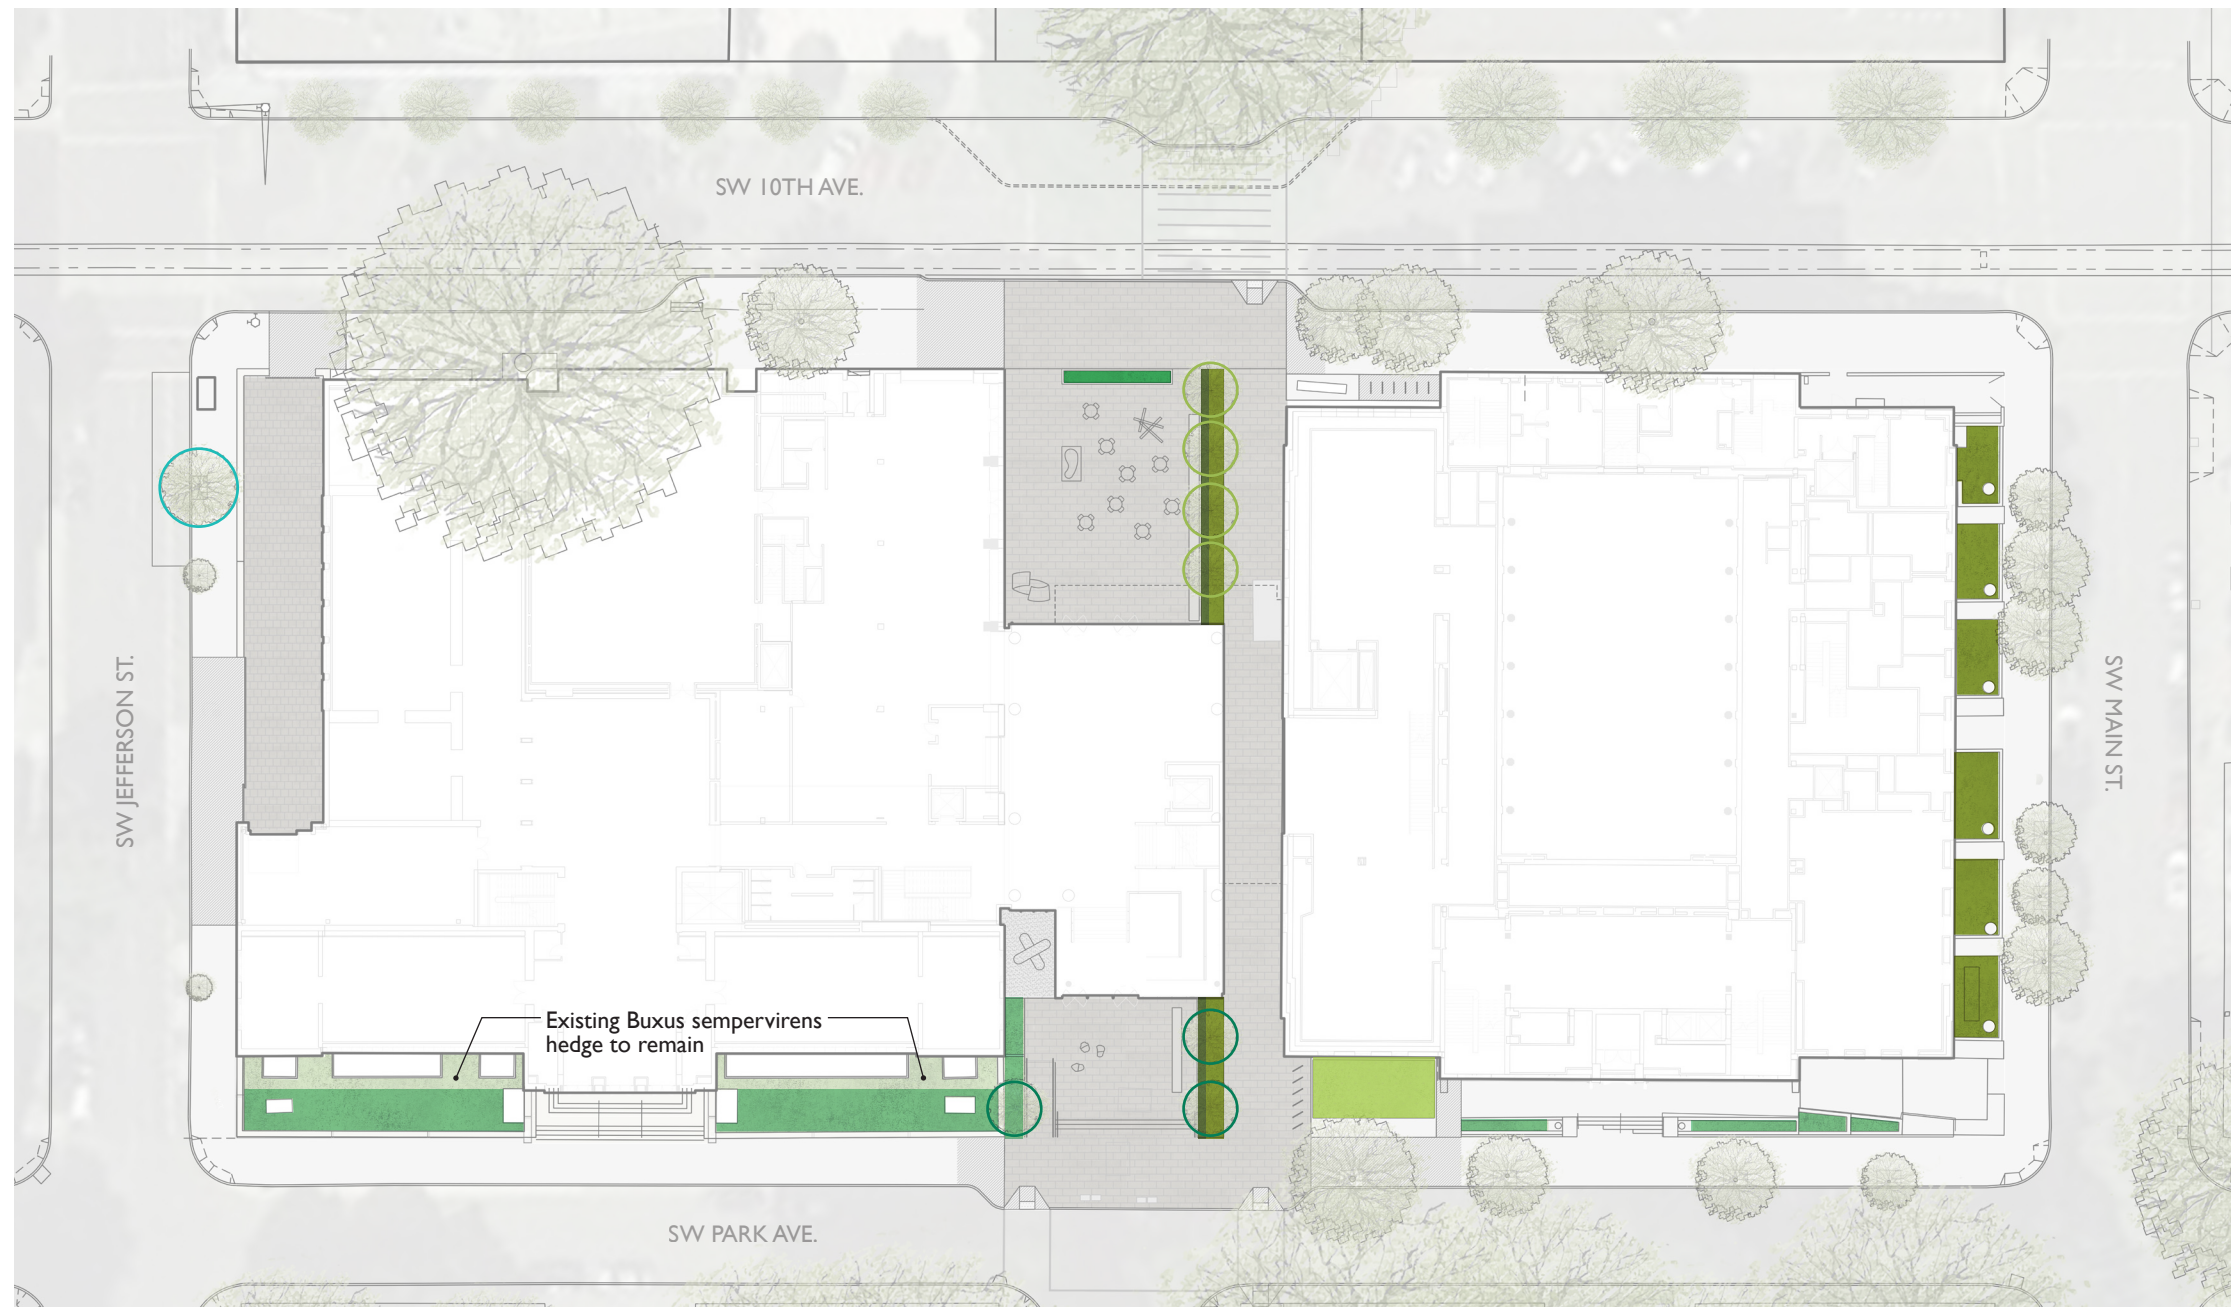 SW 10TH AVE.
SW JEFFERSON ST.
SW MAIN ST.
Existing Buxus sempervirens
hedge to remain
SW PARK AVE.